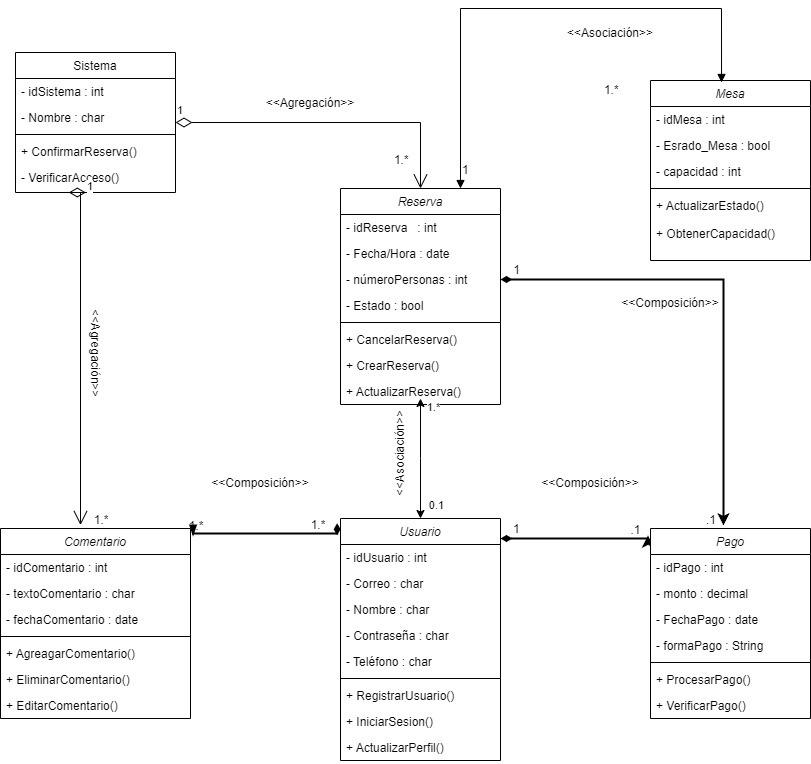 <<Asociación>>
Sistema
- idSistema : int
- Nombre : char
+ ConfirmarReserva()
- VerificarAcceso()
1
<<Agregación>>
1.*
1
<<Agregación>>
1.*
1
1.*
Mesa
- idMesa : int
- Esrado_Mesa : bool
- capacidad : int
+ ActualizarEstado()
+ ObtenerCapacidad()
Reserva
- idReserva : int
- Fecha/Hora : date
- númeroPersonas : int
- Estado : bool
+ CancelarReserva()
+ CrearReserva()
+ ActualizarReserva()
1
<<Composición>>
.1
1.*
<<Asociación>>
0.1
<<Composición>>
1.*
1.*
<<Composición>>
1
.1
Comentario
- idComentario : int
- textoComentario : char
- fechaComentario : date
+ AgreagarComentario()
+ EliminarComentario()
+ EditarComentario()
Usuario
- idUsuario : int
- Correo : char
- Nombre : char
- Contraseña : char
- Teléfono : char
+ RegistrarUsuario()
+ IniciarSesion()
+ ActualizarPerfil()
Pago
- idPago : int
- monto : decimal
- FechaPago : date
- formaPago : String
+ ProcesarPago()
+ VerificarPago()